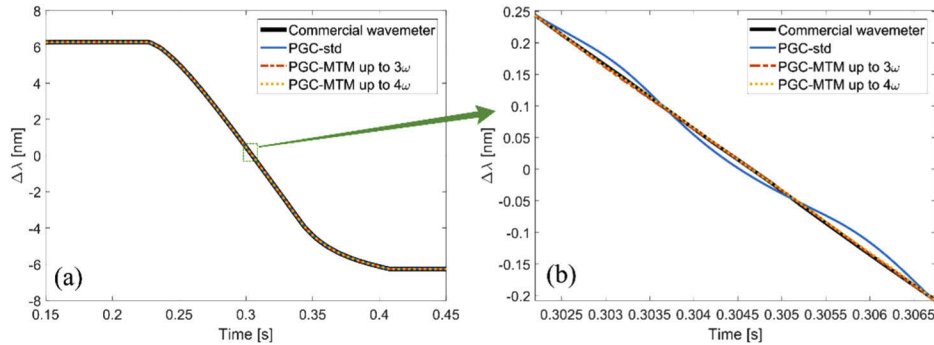 8
6
4
2
0
-2
-4
-6
-8
Δλ [nm]
0.15 0.2 0.25 0.3 0.35 0.4 0.45
Time [s]
Commercial wavemeter
PGC-std
PGC-MTM up to 3ω
PGC-MTM up to 4ω
(a)
0.25
0.2
0.15
0.1
0.05
0
-0.05
-0.1
-0.15
-0.2
Δλ [nm]
0.3025 0.303 0.3035 0.304 0.3045 0.305 0.3055 0.306 0.3065
Time [s]
Commercial wavemeter
PGC-std
PGC-MTM up to 3ω
PGC-MTM up to 4ω
(b)